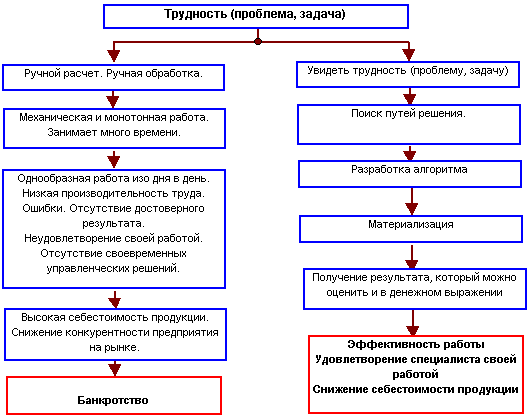 Трудность (проблема, задача)
Ручной расчет. Ручная обработка.
Механическая и монотонная работа.
Занимает много времени.
Однообразная работа изо дня в день.
Низкая производительность труда.
Ошибки. Отсутствие достоверного
результата.
Неудовлетворение своей работой.
Отсутствие своевременных
управленческих решений.
Высокая себестоимость продукции.
Снижение конкурентности предприятия
на рынке.
Банкротство
Увидеть трудность (проблему, задачу)
Поиск путей решения.
Разработка алгоритма
Материализация
Получение результата, который можно
оценить и в денежном выражении
Эффективность работы
Удовлетворение специалиста своей
работой
Снижение себестоимости продукции